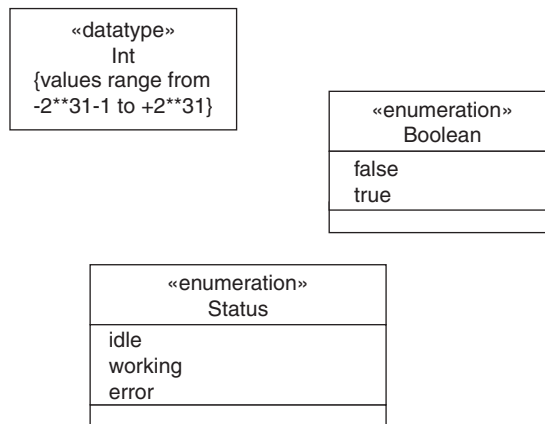 «datatype»
Int
{values range from
-2**31-1 to +2**31}
«enumeration»
Boolean
false
true
«enumeration»
Status
idle
working
error